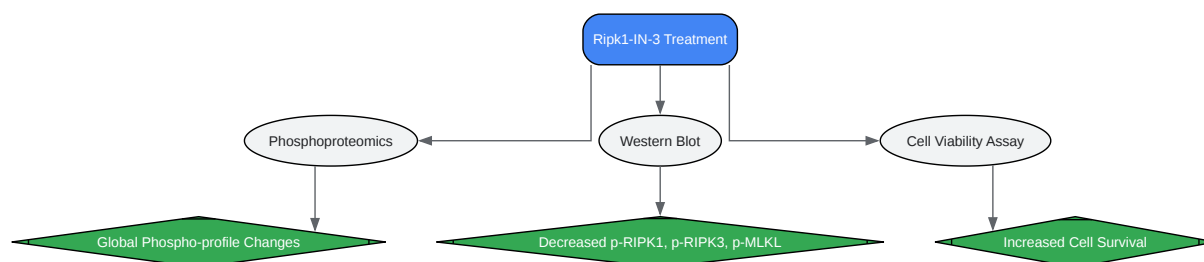 Ripk1-IN-3 Treatment
Phosphoproteomics
Western Blot
Cell Viability Assay
Global Phospho-profile Changes
Decreased p-RIPK1, p-RIPK3, p-MLKL
Increased Cell Survival